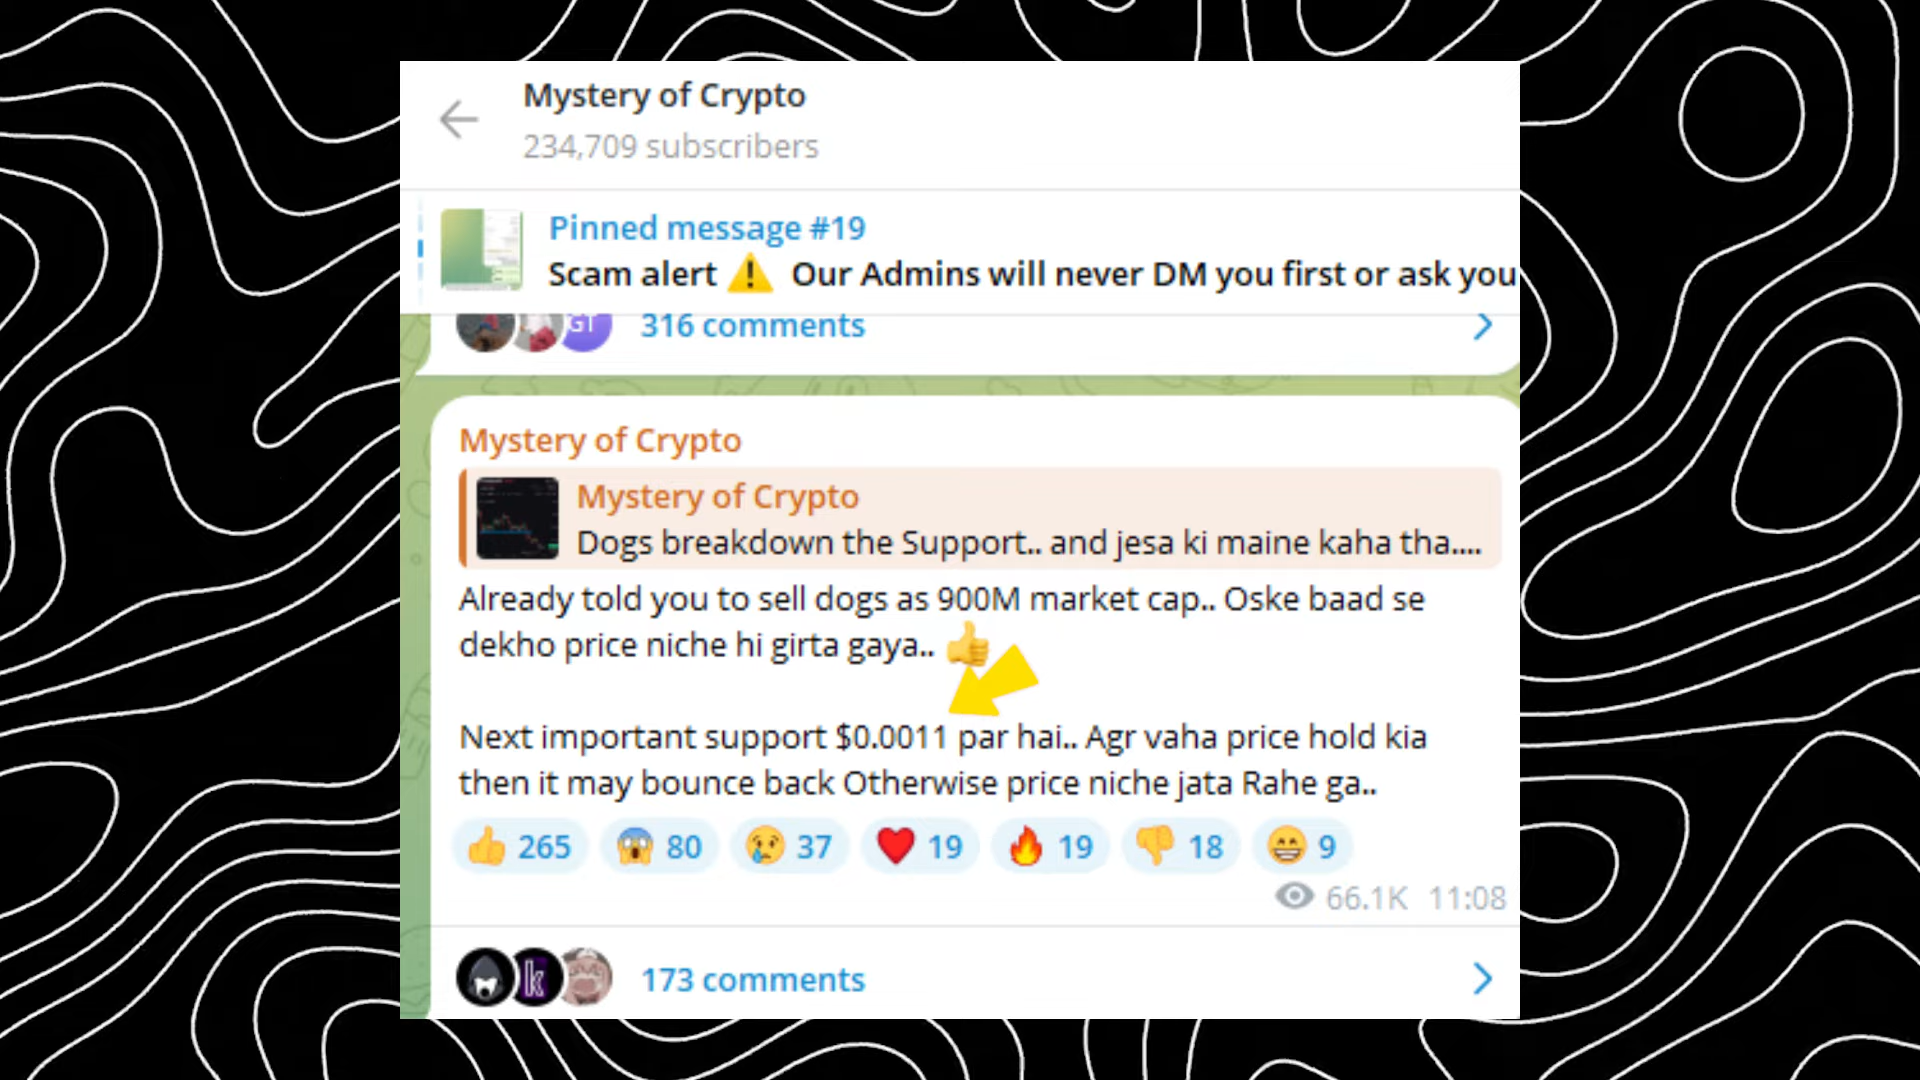 Mystery of Crypto
234,709 subscribers
Pinned message #19
Scam alert ⚠️ Our Admins will never DM you first or ask you
GT
316 comments
Mystery of Crypto
Mystery of Crypto
Dogs breakdown the Support.. and jesa ki maine kaha tha....
Already told you to sell dogs as 900M market cap.. Oske baad se
dekho price niche hi girta gaya.. 👍
Next important support $0.0011 par hai.. Agr vaha price hold kia
then it may bounce back Otherwise price niche jata Rahe ga..
👍 265 😱 80 😢 37 ❤️ 19 🔥 19 👎 18 😁 9
66.1K 11:08
k
173 comments